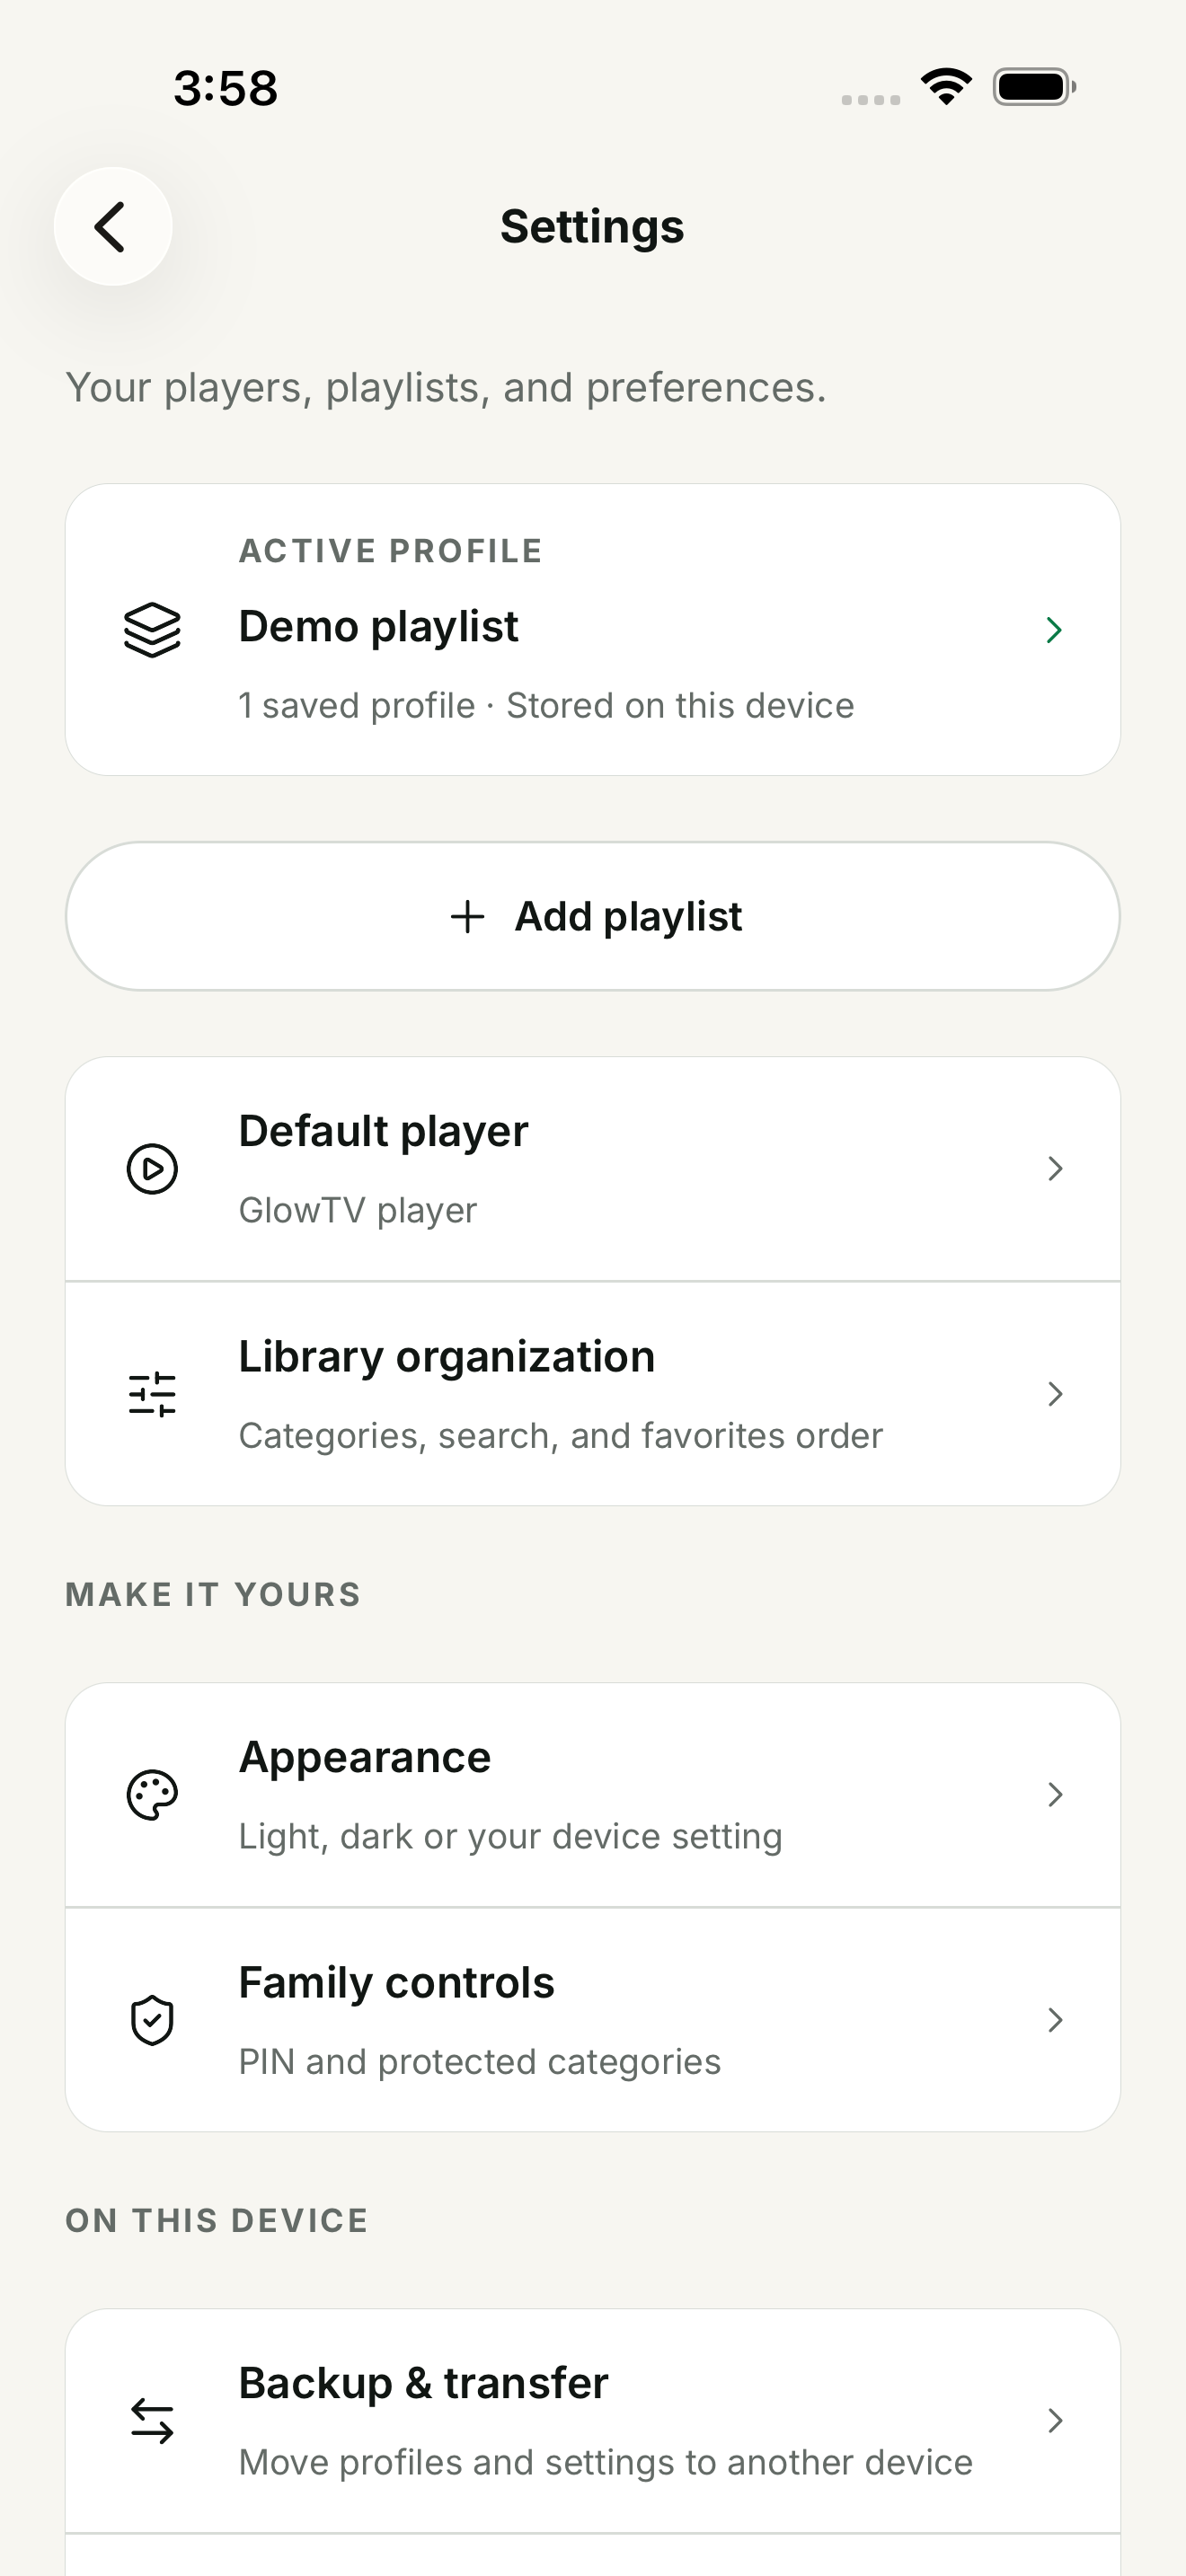 3:58
Settings
Your players, playlists, and preferences.
ACTIVE PROFILE
Demo playlist
1 saved profile · Stored on this device
Add playlist
Default player
GlowTV player
Library organization
Categories, search, and favorites order
MAKE IT YOURS
Appearance
Light, dark or your device setting
Family controls
PIN and protected categories
ON THIS DEVICE
Backup & transfer
Move profiles and settings to another device